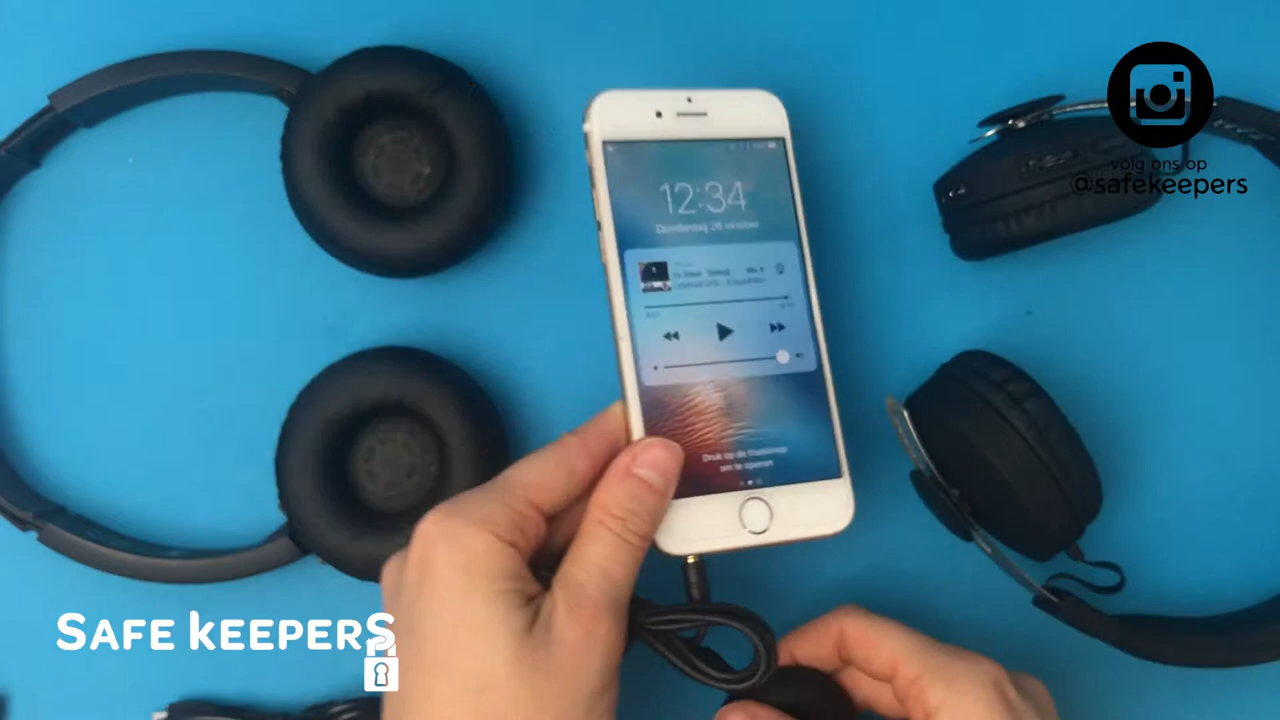 12:34
Donderdag 26 oktober
Druk op de thuisknop
om te openen
volg ons op
@safekeepers
SAFE KEEPERS